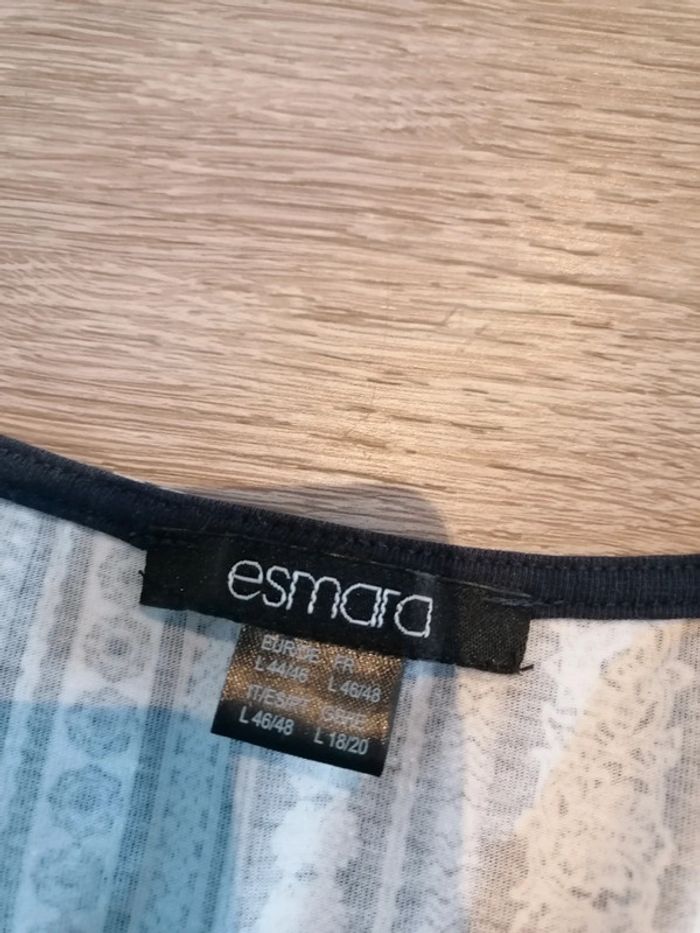 esmara
EUR/DE FR
L 44/46 L 46/48
IT/ES/PT GB/IE
L 46/48 L 18/20